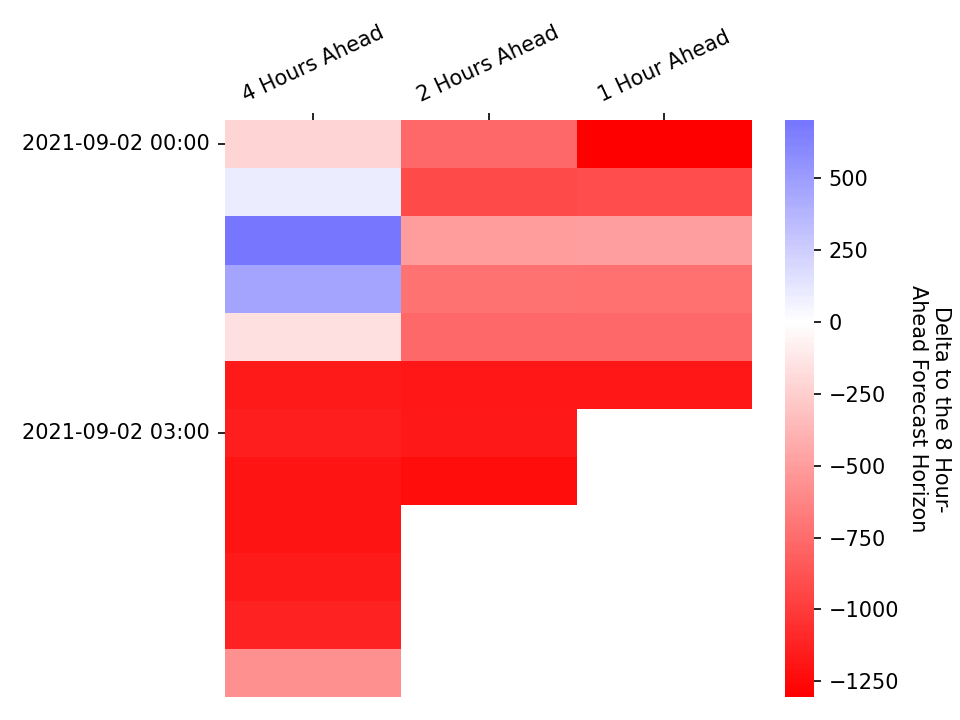 4 Hours Ahead
2 Hours Ahead
1 Hour Ahead
2021-09-02 00:00
2021-09-02 03:00
500
250
0
−250
−500
−750
−1000
−1250
Delta to the 8 Hour-
Ahead Forecast Horizon